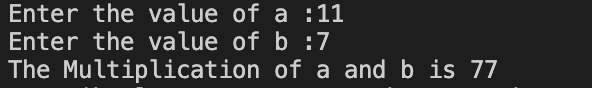 Enter the value of a :11
Enter the value of b :7
The Multiplication of a and b is 77